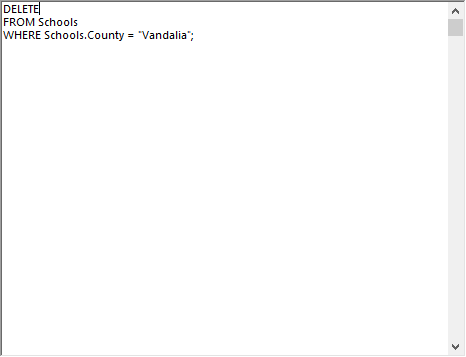 DELETE
FROM Schools
WHERE Schools.County = "Vandalia";